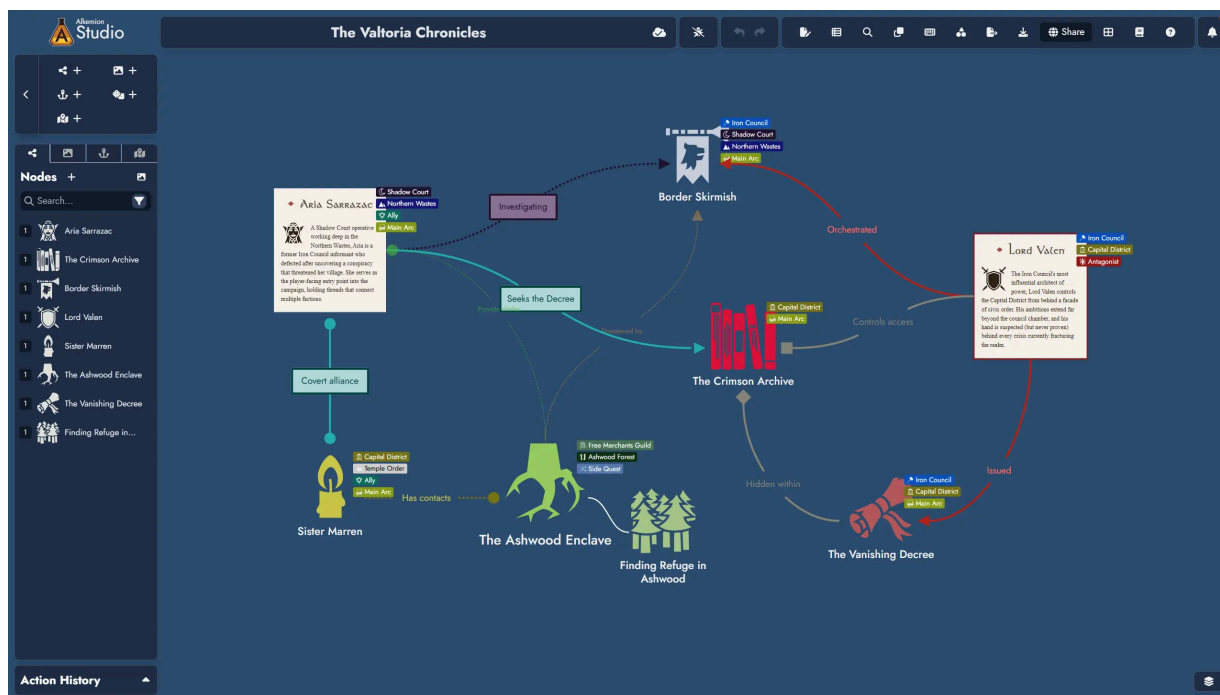 Alkemion
Studio
The Valtoria Chronicles
Share
Nodes +
Search...
1 Aria Sarrazac
1 The Crimson Archive
1 Border Skirmish
1 Lord Valen
1 Sister Marren
1 The Ashwood Enclave
1 The Vanishing Decree
1 Finding Refuge in...
Action History
Iron Council
Shadow Court
Northern Wastes
Main Arc
Border Skirmish
Shadow Court
Northern Wastes
Ally
Main Arc
Aria Sarrazac
A Shadow Court operative
working deep in the
Northern Wastes, Aria is a
former Iron Council informant who
defected after uncovering a conspiracy
that threatened her village. She serves as
the player-facing entry point into the
campaign, holding threads that connect
multiple factions.
Investigating
Orchestrated
Iron Council
Capital District
Antagonist
Lord Valen
The Iron Council's most
influential architect of
power, Lord Valen controls
the Capital District from behind a facade
of civic order. His ambitions extend far
beyond the council chamber, and his
hand is suspected (but never proven)
behind every crisis currently fracturing
the realm.
Seeks the Decree
Capital District
Main Arc
Controls access
The Crimson Archive
Covert alliance
Capital District
Temple Order
Ally
Main Arc
Sister Marren
Has contacts
Free Merchants Guild
Ashwood Forest
Side Quest
The Ashwood Enclave
Finding Refuge in
Ashwood
Hidden within
Issued
Iron Council
Capital District
Main Arc
The Vanishing Decree